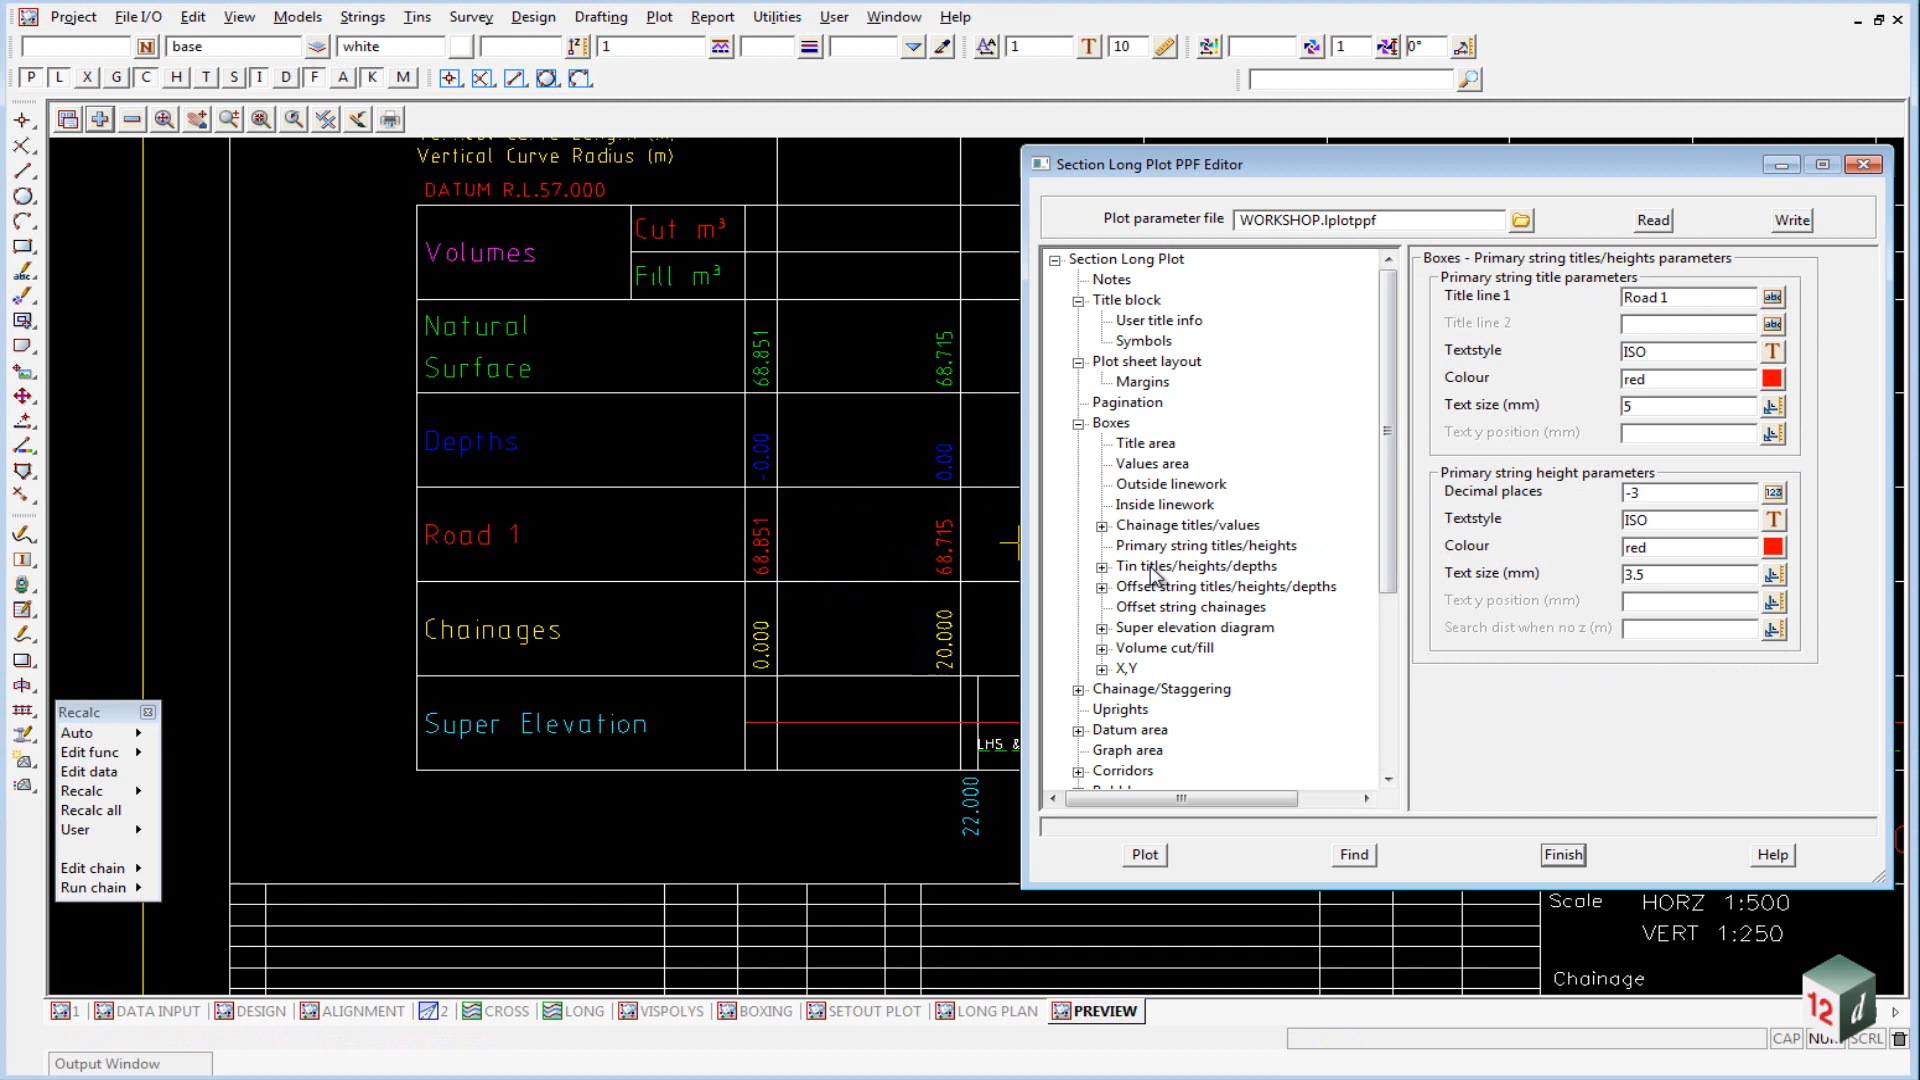 Project File I/O Edit View Models Strings Tins Survey Design Drafting Plot Report Utilities User Window Help
N base white 1 T 10 1 0°
P L X G C H T S I D F A K M
Vertical Curve Radius (m)
DATUM R.L.57.000
Volumes Cut m³
Fill m³
Natural
Surface
68.851 68.715
Depths -0.00 0.00
Road 1 68.851 68.715
Chainages 0.000 20.000
Super Elevation
LHS &
22.000
Section Long Plot PPF Editor
Plot parameter file WORKSHOP.lplotppf Read Write
Section Long Plot
Notes
Title block
User title info
Symbols
Plot sheet layout
Margins
Pagination
Boxes
Title area
Values area
Outside linework
Inside linework
Chainage titles/values
Primary string titles/heights
Tin titles/heights/depths
Offset string titles/heights/depths
Offset string chainages
Super elevation diagram
Volume cut/fill
X,Y
Chainage/Staggering
Uprights
Datum area
Graph area
Corridors
Boxes - Primary string titles/heights parameters
Primary string title parameters
Title line 1 Road 1 abc
Title line 2 abc
Textstyle ISO T
Colour red
Text size (mm) 5
Text y position (mm)
Primary string height parameters
Decimal places -3 123
Textstyle ISO T
Colour red
Text size (mm) 3.5
Text y position (mm)
Search dist when no z (m)
Plot Find Finish Help
Recalc
Auto
Edit func
Edit data
Recalc
Recalc all
User
Edit chain
Run chain
Scale HORZ 1:500
VERT 1:250
Chainage
12 d
1 DATA INPUT DESIGN ALIGNMENT 2 CROSS LONG VISPOLYS BOXING SETOUT PLOT LONG PLAN PREVIEW
CAP NUM SCRL
Output Window